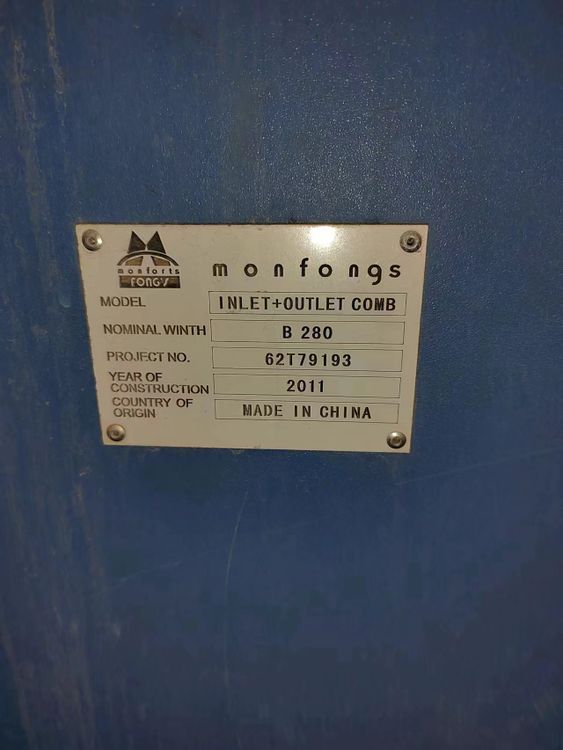 monforts
FONG'S
monfongs
MODEL INLET+OUTLET COMB
NOMINAL WINTH B 280
PROJECT NO. 62T79193
YEAR OF CONSTRUCTION 2011
COUNTRY OF ORIGIN MADE IN CHINA